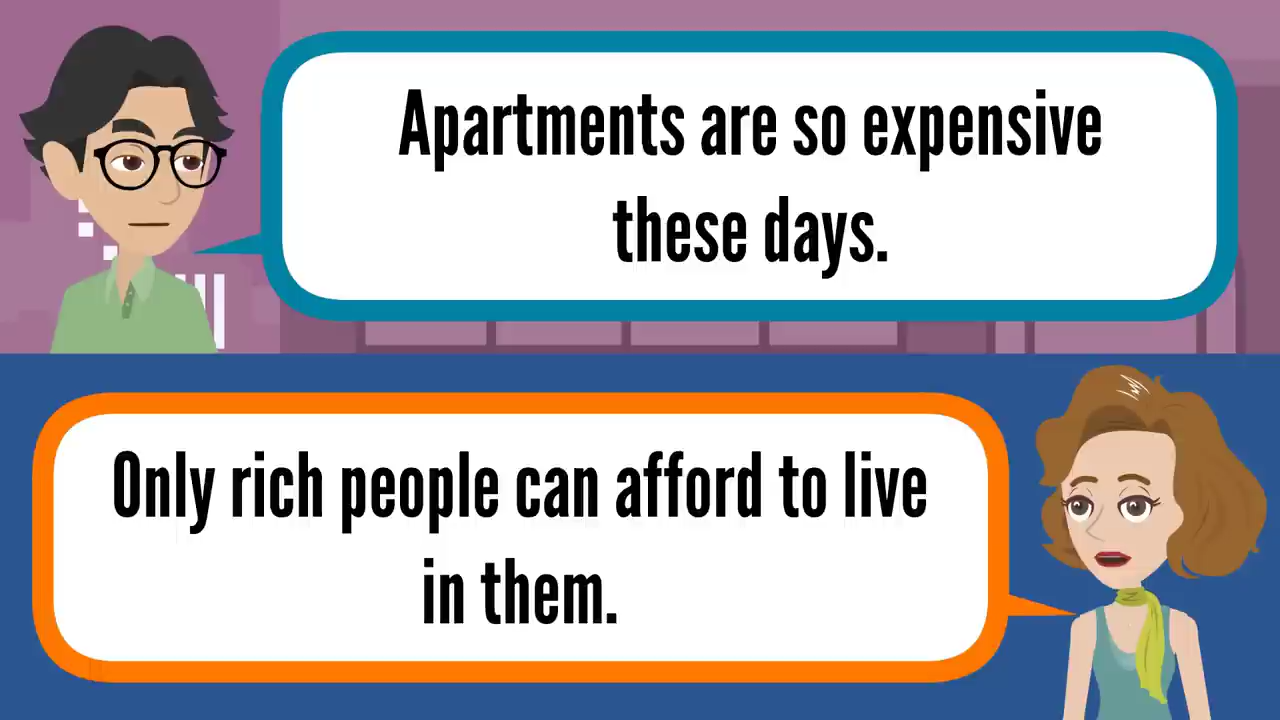 Apartments are so expensive
these days.
Only rich people can afford to live
in them.